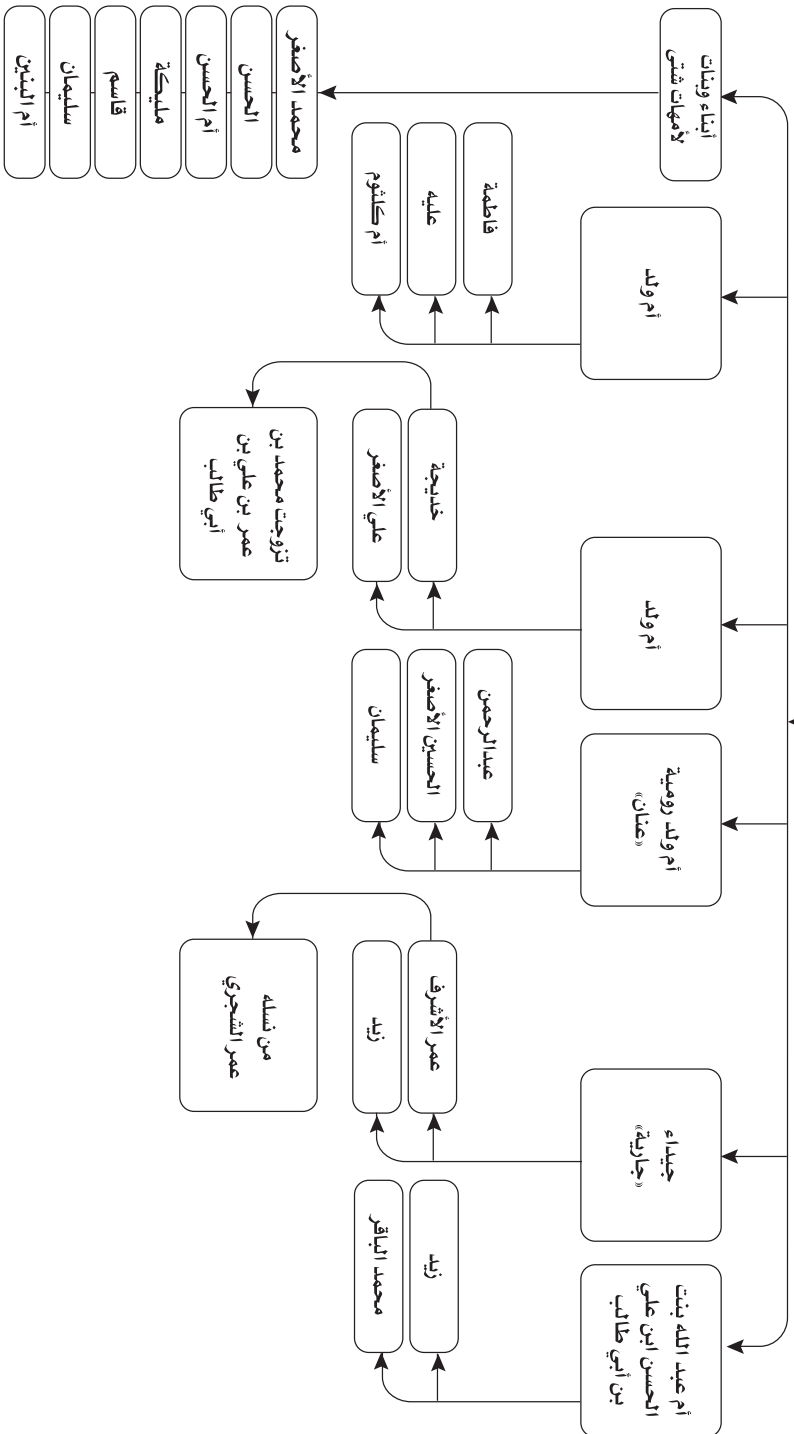 أم عبد الله بنت
الحسن ابن علي
بن أبي طالب
زيد
محمد الباقر
جيداء
«جارية»
عمر الأشرف
زيد
من نسله
عمر الشجري
أم ولد رومية
«عنان»
عبدالرحمن
الحسين الأصغر
سليمان
أم ولد
خديجة
علي الأصغر
تزوجت محمد بن
عمر بن علي بن
أبي طالب
أم ولد
فاطمة
عليه
أم كلثوم
أبناء وبنات
لأمهات شتى
محمد الأصغر
الحسن
أم الحسن
مليكة
قاسم
سليمان
أم البنين